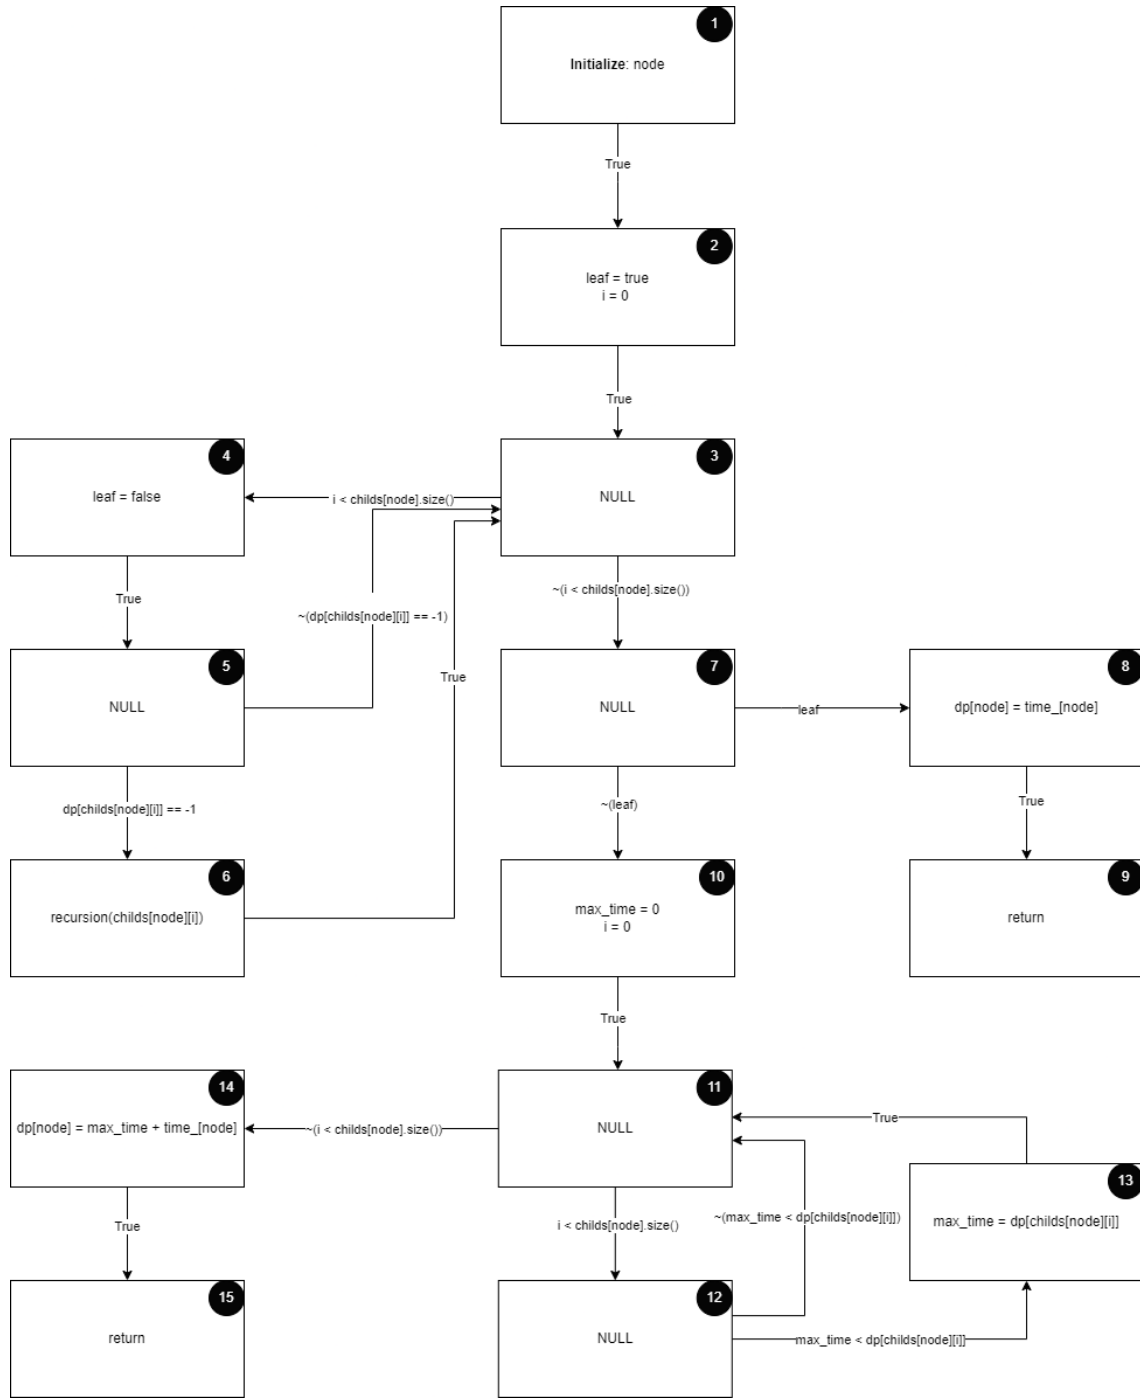 1
Initialize: node
True
2
leaf = true
i = 0
True
3
NULL
4
leaf = false
i < childs[node].size()
~(i < childs[node].size())
True
~(dp[childs[node][i]] == -1)
True
5
NULL
7
NULL
leaf
8
dp[node] = time_[node]
dp[childs[node][i]] == -1
~(leaf)
True
6
recursion(childs[node][i])
10
max_time = 0
i = 0
9
return
True
14
dp[node] = max_time + time_[node]
~(i < childs[node].size())
11
NULL
True
13
max_time = dp[childs[node][i]]
True
i < childs[node].size()
~(max_time < dp[childs[node][i]])
15
return
12
NULL
max_time < dp[childs[node][i]]